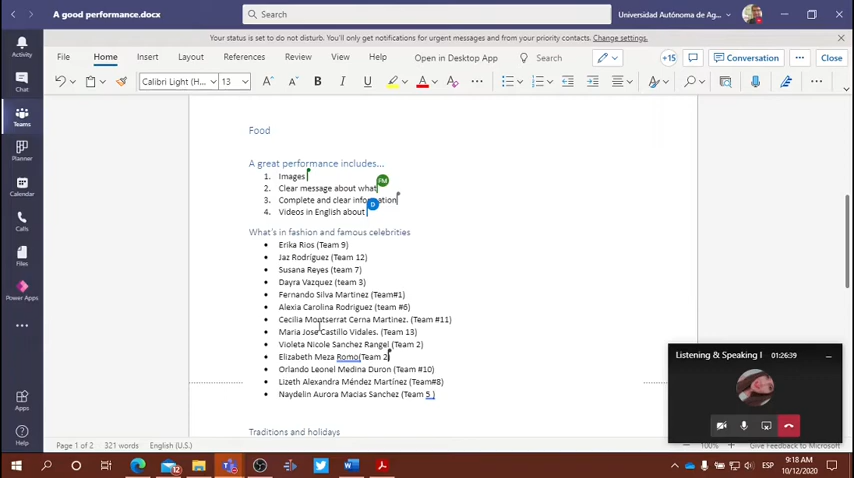 A good performance.docx
Search
Universidad Autónoma de Ag...
Your status is set to do not disturb. You'll only get notifications for urgent messages and from your priority contacts. Change settings.
File Home Insert Layout References Review View Help Open in Desktop App Search +15 Conversation Close
Calibri Light (H... 13
Activity
Chat
Teams
Planner
Calendar
Calls
Files
Power Apps
Apps
Help
Food
A great performance includes...
1. Images
FM
2. Clear message about what
3. Complete and clear information
D
4. Videos in English about
What's in fashion and famous celebrities
Erika Rios (Team 9)
Jaz Rodríguez (Team 12)
Susana Reyes (team 7)
Dayra Vazquez (team 3)
Fernando Silva Martinez (Team#1)
Alexia Carolina Rodriguez (team #6)
Cecilia Montserrat Cerna Martinez. (Team #11)
Maria José Castillo Vidales. (Team 13)
Violeta Nicole Sanchez Rangel (Team 2)
Elizabeth Meza Romo(Team 2)
Orlando Leonel Medina Duron (Team #10)
Lizeth Alexandra Méndez Martínez (Team#8)
Naydelin Aurora Macias Sanchez (Team 5 )
Traditions and holidays
Listening & Speaking I 01:26:39
Page 1 of 2 321 words English (U.S.) 100% Give Feedback to Microsoft
12
ESP
9:18 AM
10/12/2020